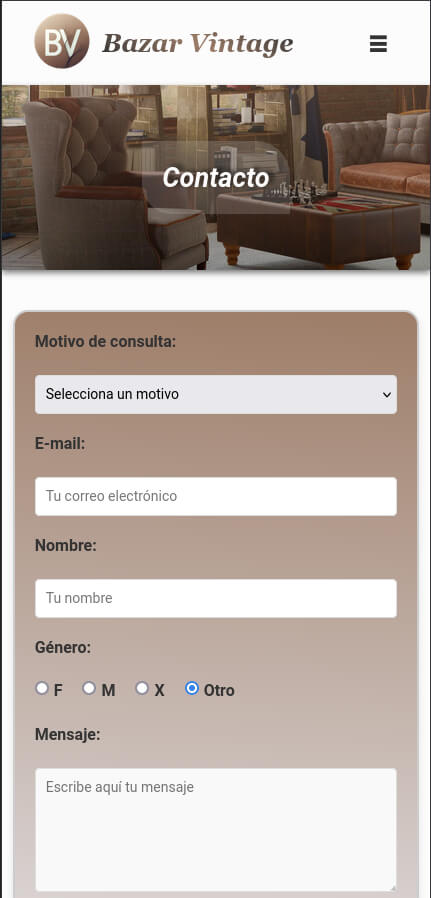 BV Bazar Vintage
Contacto
Motivo de consulta:
Selecciona un motivo
E-mail:
Tu correo electrónico
Nombre:
Tu nombre
Género:
F M X Otro
Mensaje:
Escribe aquí tu mensaje